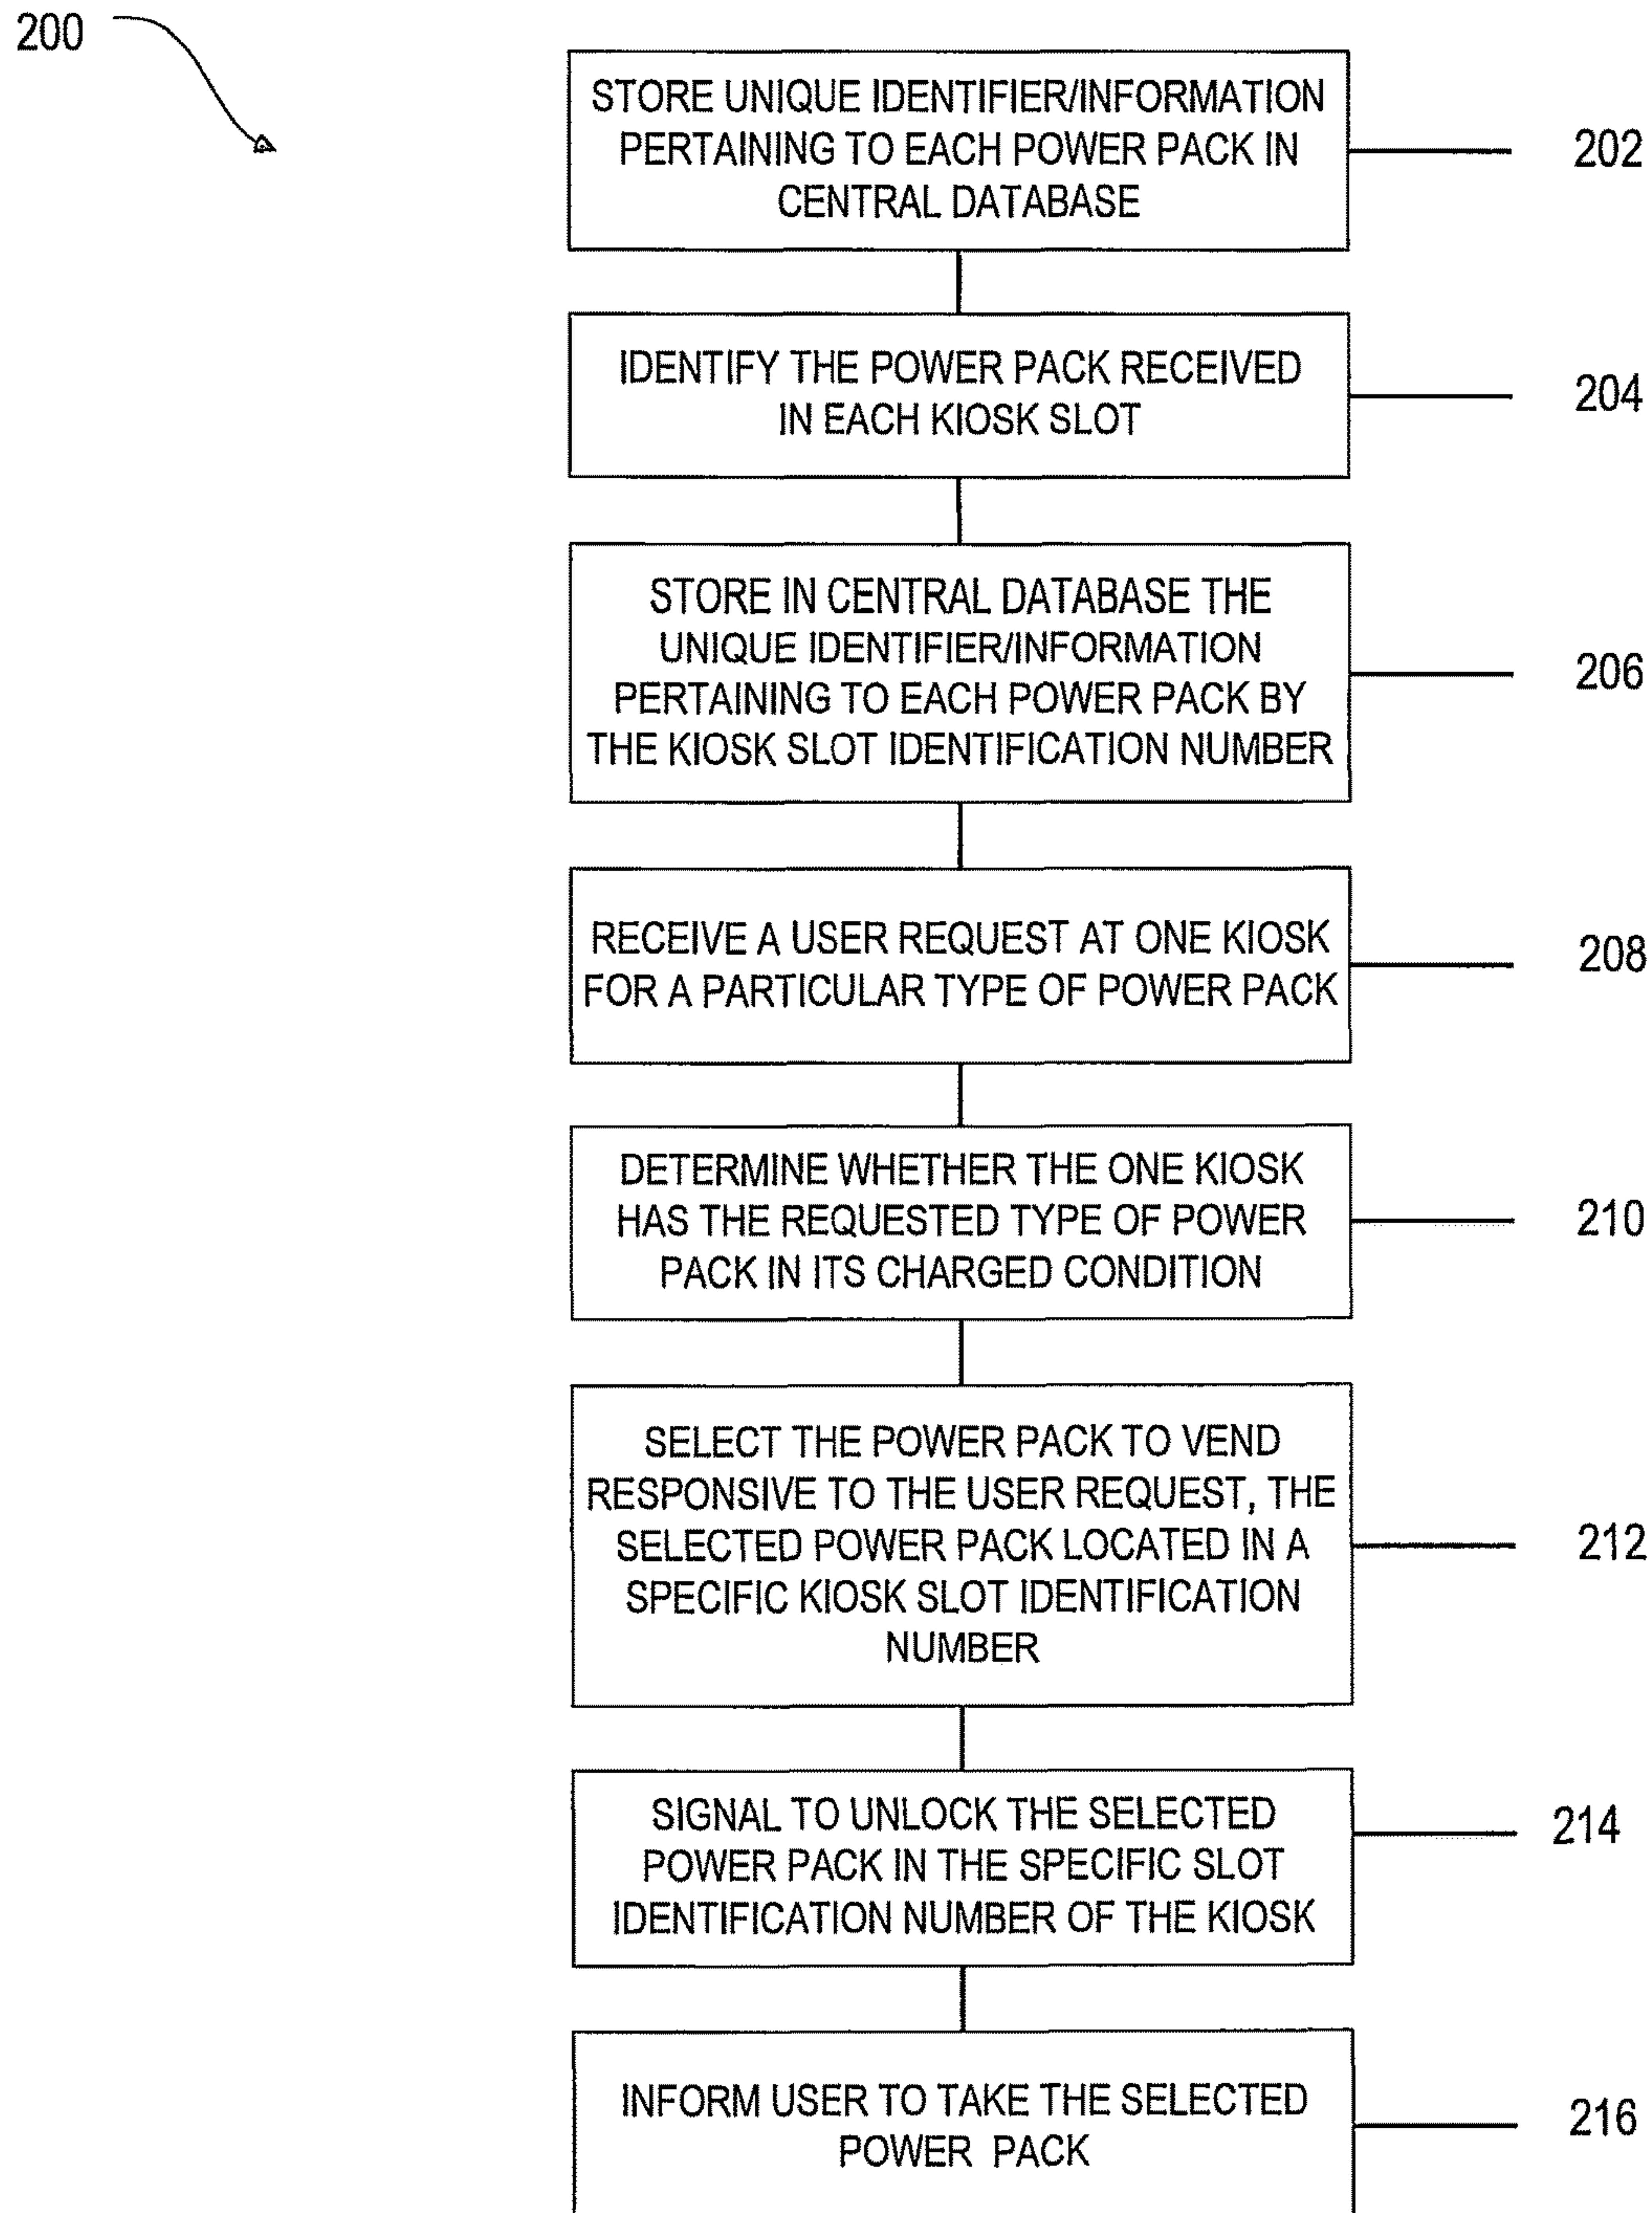 200
STORE UNIQUE IDENTIFIER/INFORMATION
PERTAINING TO EACH POWER PACK IN
CENTRAL DATABASE
202
IDENTIFY THE POWER PACK RECEIVED
IN EACH KIOSK SLOT
204
STORE IN CENTRAL DATABASE THE
UNIQUE IDENTIFIER/INFORMATION
PERTAINING TO EACH POWER PACK BY
THE KIOSK SLOT IDENTIFICATION NUMBER
206
RECEIVE A USER REQUEST AT ONE KIOSK
FOR A PARTICULAR TYPE OF POWER PACK
208
DETERMINE WHETHER THE ONE KIOSK
HAS THE REQUESTED TYPE OF POWER
PACK IN ITS CHARGED CONDITION
210
SELECT THE POWER PACK TO VEND
RESPONSIVE TO THE USER REQUEST, THE
SELECTED POWER PACK LOCATED IN A
SPECIFIC KIOSK SLOT IDENTIFICATION
NUMBER
212
SIGNAL TO UNLOCK THE SELECTED
POWER PACK IN THE SPECIFIC SLOT
IDENTIFICATION NUMBER OF THE KIOSK
214
INFORM USER TO TAKE THE SELECTED
POWER PACK
216